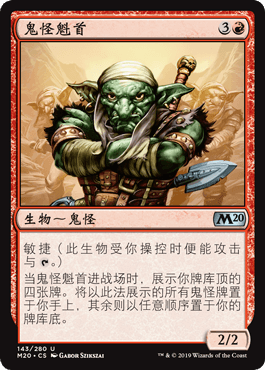 鬼怪魁首 3
生物～鬼怪 M20
敏捷（此生物受你操控时便能攻击
与 。）
当鬼怪魁首进战场时，展示你牌库顶的
四张牌。将以此法展示的所有鬼怪牌置
于你手上，其余则以任意顺序置于你的
牌库底。
2/2
143/280 U
M20 • CS GABOR SZIKSZAI
™ & © 2019 Wizards of the Coast